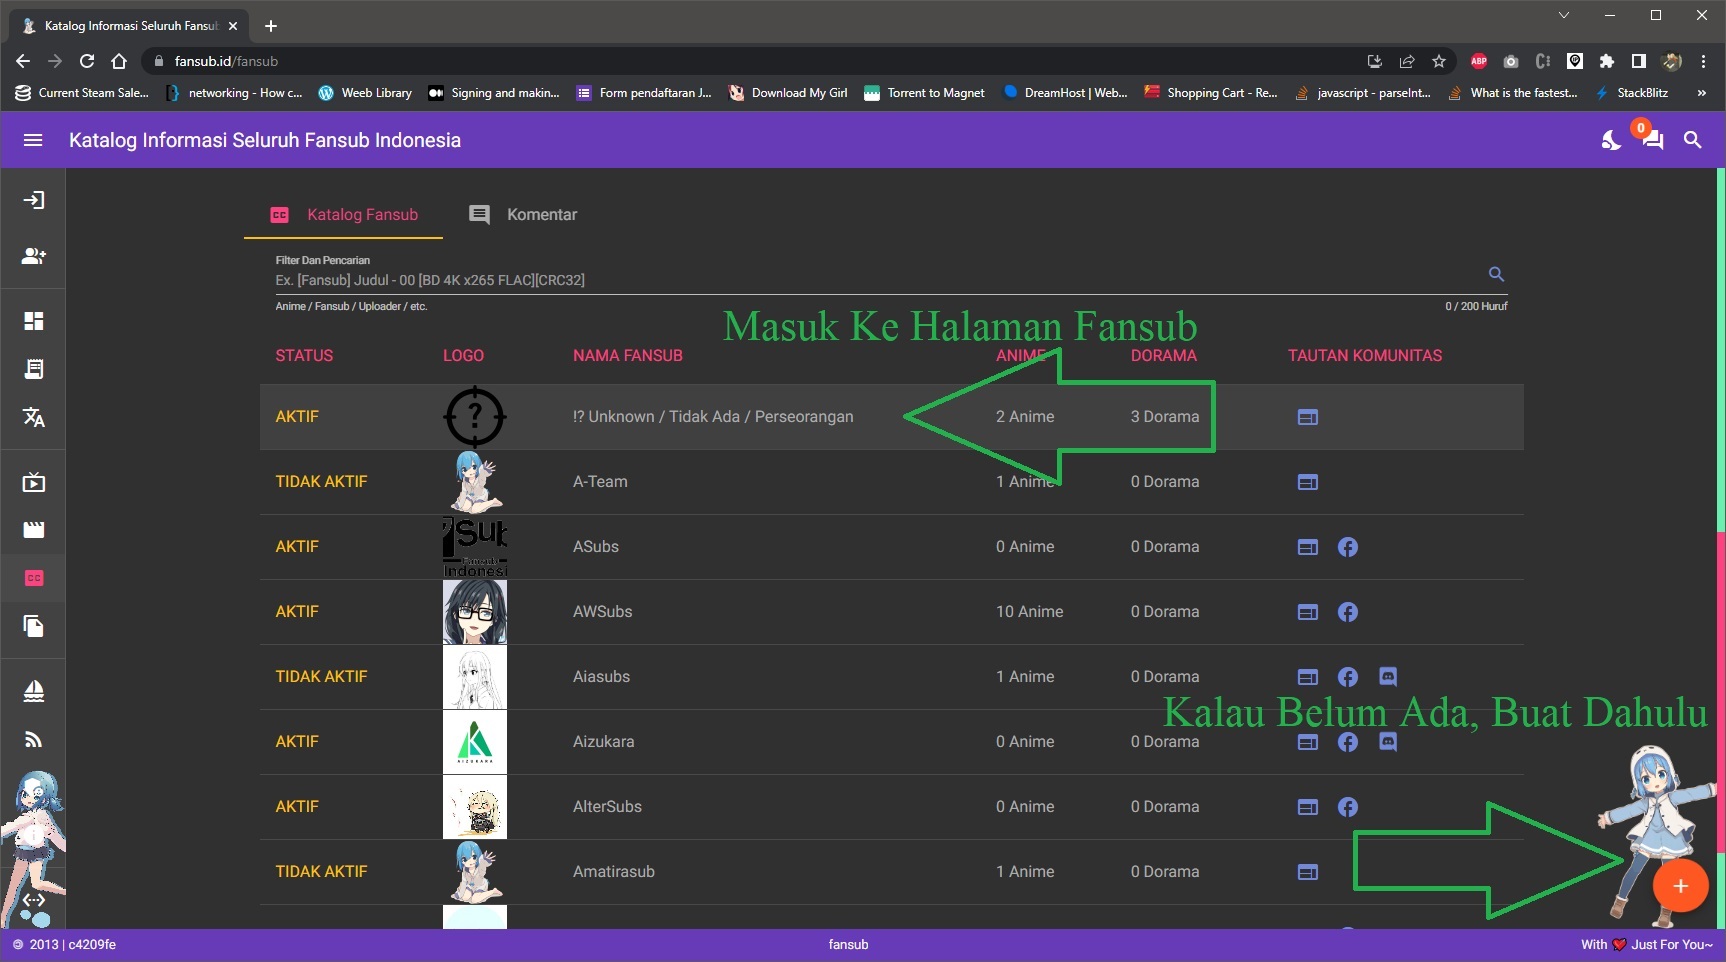 Katalog Informasi Seluruh Fansub
fansub.id/fansub
ABP
Current Steam Sale...
networking - How c...
Weeb Library
Signing and makin...
Form pendaftaran J...
Download My Girl
Torrent to Magnet
DreamHost | Web...
Shopping Cart - Re...
javascript - parseInt...
What is the fastest...
StackBlitz
»
Katalog Informasi Seluruh Fansub Indonesia
0
CC Katalog Fansub
Komentar
Filter Dan Pencarian
Ex. [Fansub] Judul - 00 [BD 4K x265 FLAC][CRC32]
Anime / Fansub / Uploader / etc.
0 / 200 Huruf
Masuk Ke Halaman Fansub
STATUS LOGO NAMA FANSUB ANIME DORAMA TAUTAN KOMUNITAS
AKTIF ? !? Unknown / Tidak Ada / Perseorangan 2 Anime 3 Dorama
TIDAK AKTIF A-Team 1 Anime 0 Dorama
AKTIF Sub Fansub Indonesi ASubs 0 Anime 0 Dorama
AKTIF AWSubs 10 Anime 0 Dorama
CC
TIDAK AKTIF Aiasubs 1 Anime 0 Dorama
Kalau Belum Ada, Buat Dahulu
AKTIF AIZUKARA Aizukara 0 Anime 0 Dorama
AKTIF AlterSubs 0 Anime 0 Dorama
TIDAK AKTIF Amatirasub 1 Anime 0 Dorama
+
© 2013 | c4209fe
fansub
With ❤ Just For You~